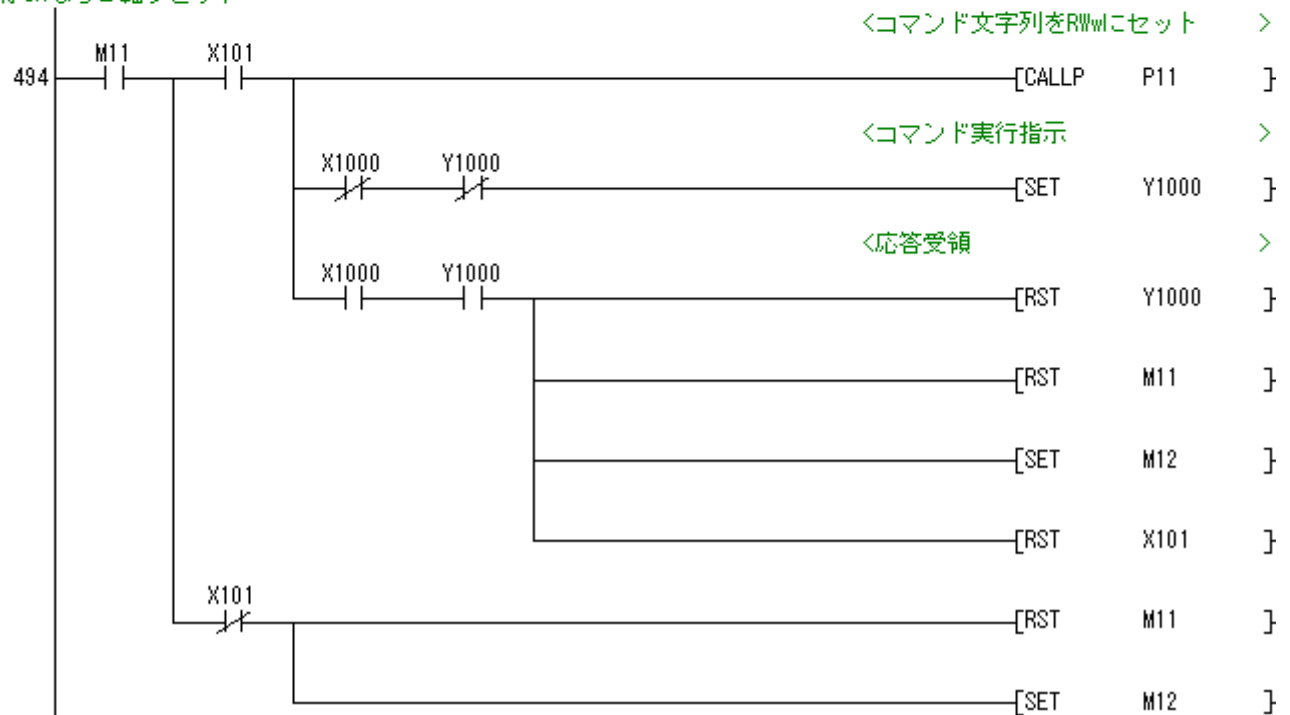 <コマンド文字列をRWwにセット >
M11 X101
494 [CALLP P11 ]
<コマンド実行指示 >
X1000 Y1000
[SET Y1000 ]
<応答受領 >
X1000 Y1000
[RST Y1000 ]
[RST M11 ]
[SET M12 ]
[RST X101 ]
X101
[RST M11 ]
[SET M12 ]